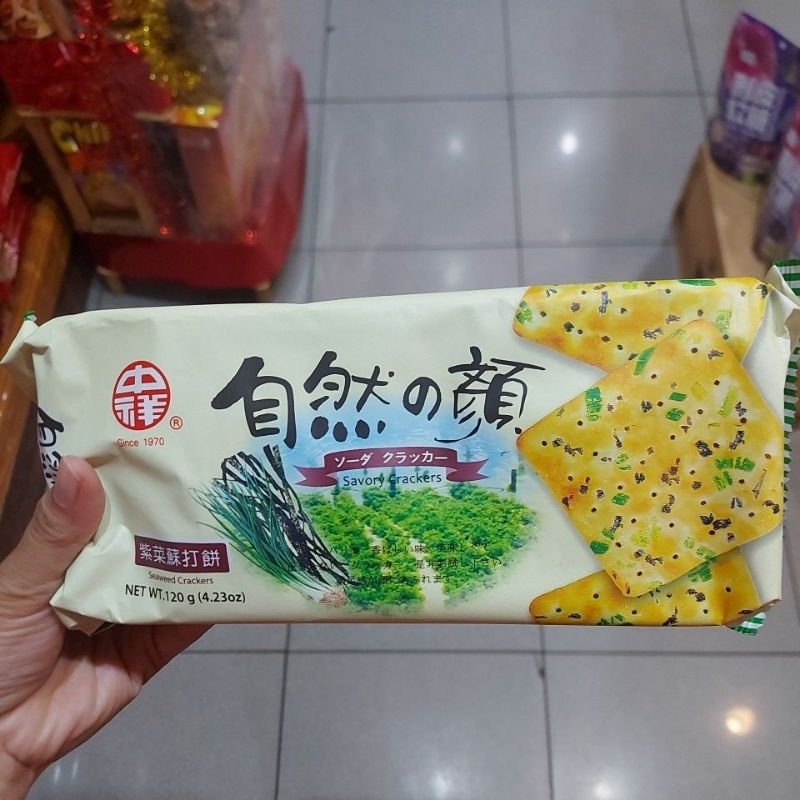 中祥
®
Since 1970
自然の顔
ソーダ クラッカー
Savory Crackers
紫菜蘇打餅
Seaweed Crackers
NET WT.120 g (4.23oz)